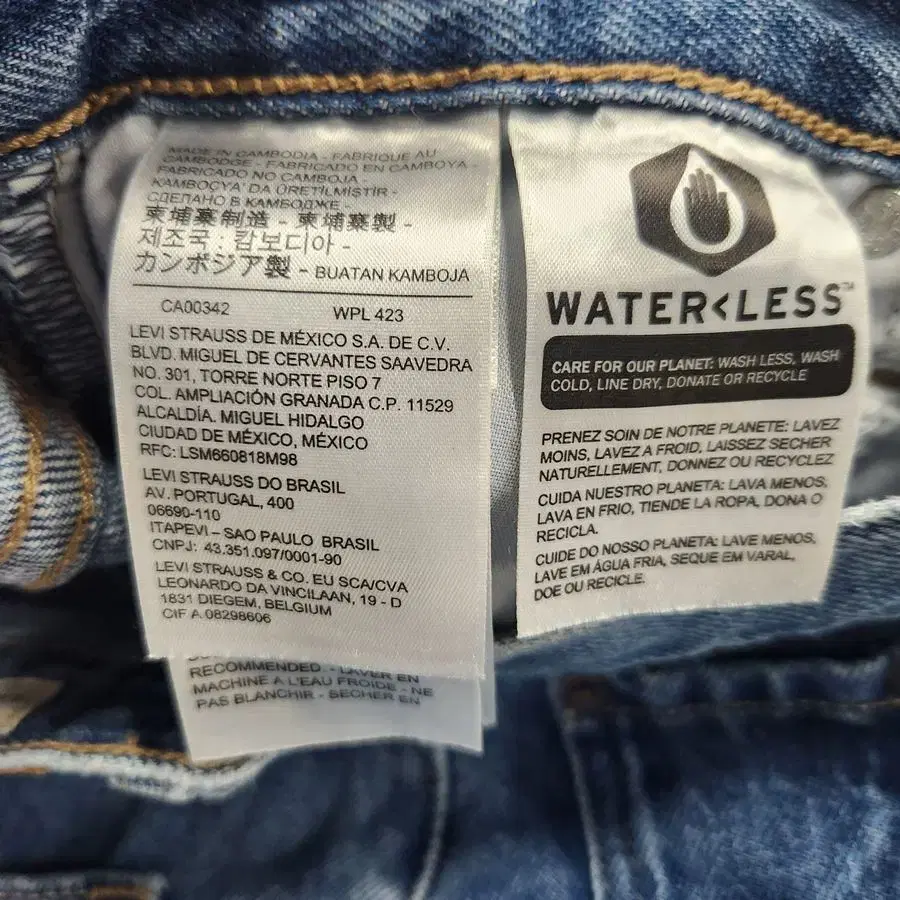 MADE IN CAMBODIA - FABRIQUE AU
CAMBODGE - FABRICADO EN CAMBOYA -
FABRICADO NO CAMBOJA -
KAMBOÇYA' DA ÜRETİLMİŞTİR -
СДЕЛАНО В КАМБОДЖЕ -
柬埔寨制造 - 柬埔寨製 -
제조국 : 캄보디아 -
カンボジア製 - BUATAN KAMBOJA
CA00342 WPL 423
LEVI STRAUSS DE MÉXICO S.A. DE C.V.
BLVD. MIGUEL DE CERVANTES SAAVEDRA
NO. 301, TORRE NORTE PISO 7
COL. AMPLIACIÓN GRANADA C.P. 11529
ALCALDÍA. MIGUEL HIDALGO
CIUDAD DE MÉXICO, MÉXICO
RFC: LSM660818M98
LEVI STRAUSS DO BRASIL
AV. PORTUGAL, 400
06690-110
ITAPEVI – SAO PAULO BRASIL
CNPJ: 43.351.097/0001-90
LEVI STRAUSS & CO. EU SCA/CVA
LEONARDO DA VINCILAAN, 19 - D
1831 DIEGEM, BELGIUM
CIF A 08298606
RECOMMENDED. - LAVER EN
MACHINE A L'EAU FROIDE - NE
PAS BLANCHIR - SECHER EN
WATER<LESS™
CARE FOR OUR PLANET: WASH LESS, WASH
COLD, LINE DRY, DONATE OR RECYCLE
PRENEZ SOIN DE NOTRE PLANETE: LAVEZ
MOINS, LAVEZ A FROID, LAISSEZ SECHER
NATURELLEMENT, DONNEZ OU RECYCLEZ
CUIDA NUESTRO PLANETA: LAVA MENOS,
LAVA EN FRIO, TIENDE LA ROPA, DONA O
RECICLA.
CUIDE DO NOSSO PLANETA: LAVE MENOS,
LAVE EM ÁGUA FRIA, SEQUE EM VARAL,
DOE OU RECICLE.